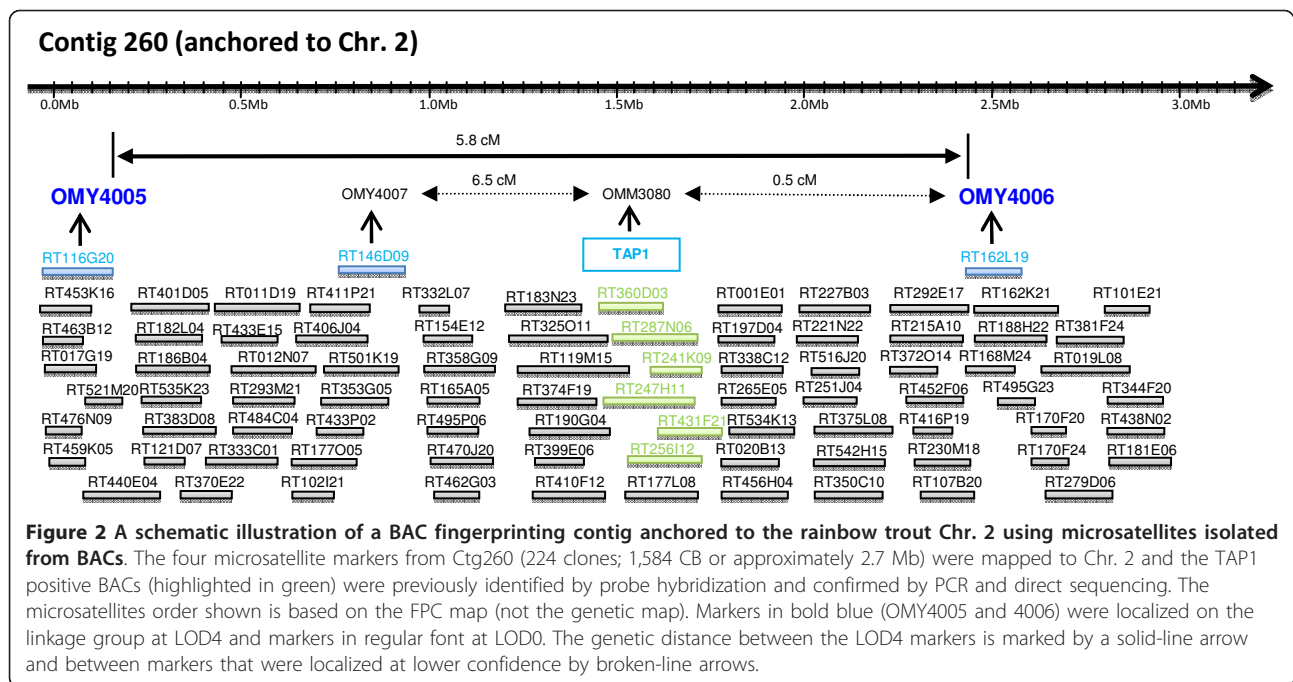 Contig 260 (anchored to Chr. 2)
0.0Mb 0.5Mb 1.0Mb 1.5Mb 2.0Mb 2.5Mb 3.0Mb
5.8 cM
OMY4005 OMY4007 6.5 cM OMM3080 0.5 cM OMY4006
RT116G20 RT146D09 TAP1 RT162L19
RT453K16 RT401D05 RT011D19 RT411P21 RT332L07 RT183N23 RT360D03 RT001E01 RT227B03 RT292E17 RT162K21 RT101E21
RT463B12 RT182L04 RT433E15 RT406J04 RT154E12 RT325O11 RT287N06 RT197D04 RT221N22 RT215A10 RT188H22 RT381F24
RT017G19 RT186B04 RT012N07 RT501K19 RT358G09 RT119M15 RT241K09 RT338C12 RT516J20 RT372O14 RT168M24 RT019L08
RT521M20 RT535K23 RT293M21 RT353G05 RT165A05 RT374F19 RT247H11 RT265E05 RT251J04 RT452F06 RT495G23 RT344F20
RT476N09 RT383D08 RT484C04 RT433P02 RT495P06 RT190G04 RT431F21 RT534K13 RT375L08 RT416P19 RT170F20 RT438N02
RT459K05 RT121D07 RT333C01 RT177O05 RT470J20 RT399E06 RT256I12 RT020B13 RT542H15 RT230M18 RT170F24 RT181E06
RT440E04 RT370E22 RT102I21 RT462G03 RT410F12 RT177L08 RT456H04 RT350C10 RT107B20 RT279D06
Figure 2 A schematic illustration of a BAC fingerprinting contig anchored to the rainbow trout Chr. 2 using microsatellites isolated
from BACs. The four microsatellite markers from Ctg260 (224 clones; 1,584 CB or approximately 2.7 Mb) were mapped to Chr. 2 and the TAP1
positive BACs (highlighted in green) were previously identified by probe hybridization and confirmed by PCR and direct sequencing. The
microsatellites order shown is based on the FPC map (not the genetic map). Markers in bold blue (OMY4005 and 4006) were localized on the
linkage group at LOD4 and markers in regular font at LOD0. The genetic distance between the LOD4 markers is marked by a solid-line arrow
and between markers that were localized at lower confidence by broken-line arrows.